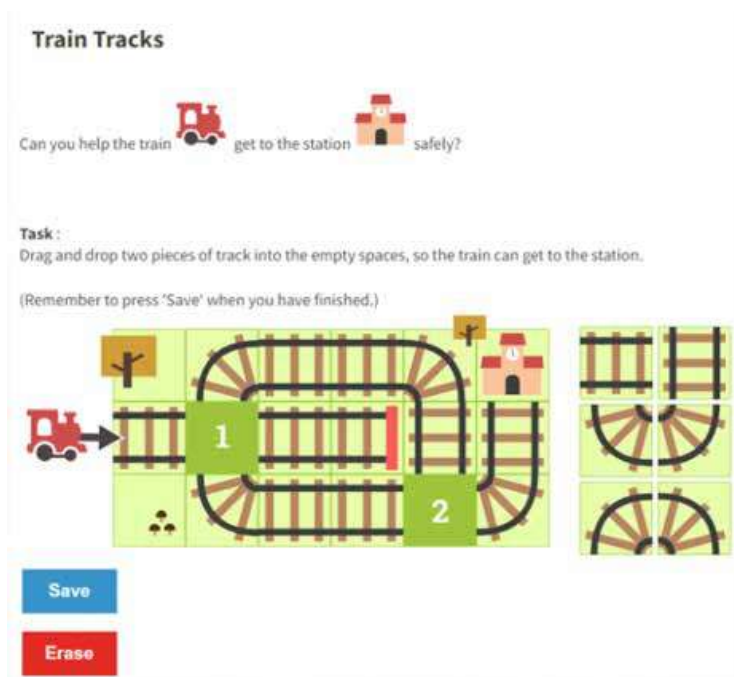 Train Tracks
Can you help the train get to the station safely?
Task :
Drag and drop two pieces of track into the empty spaces, so the train can get to the station.
(Remember to press 'Save' when you have finished.)
1
2
Save
Erase